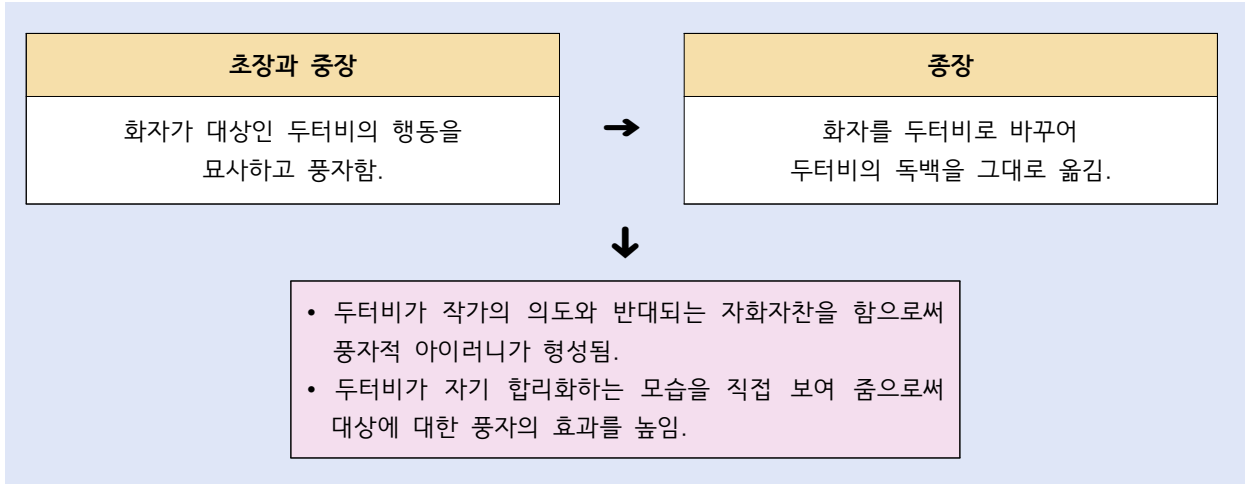 초장과 중장
화자가 대상인 두터비의 행동을
묘사하고 풍자함.
➔
종장
화자를 두터비로 바꾸어
두터비의 독백을 그대로 옮김.
➔
• 두터비가 작가의 의도와 반대되는 자화자찬을 함으로써
풍자적 아이러니가 형성됨.
• 두터비가 자기 합리화하는 모습을 직접 보여 줌으로써
대상에 대한 풍자의 효과를 높임.